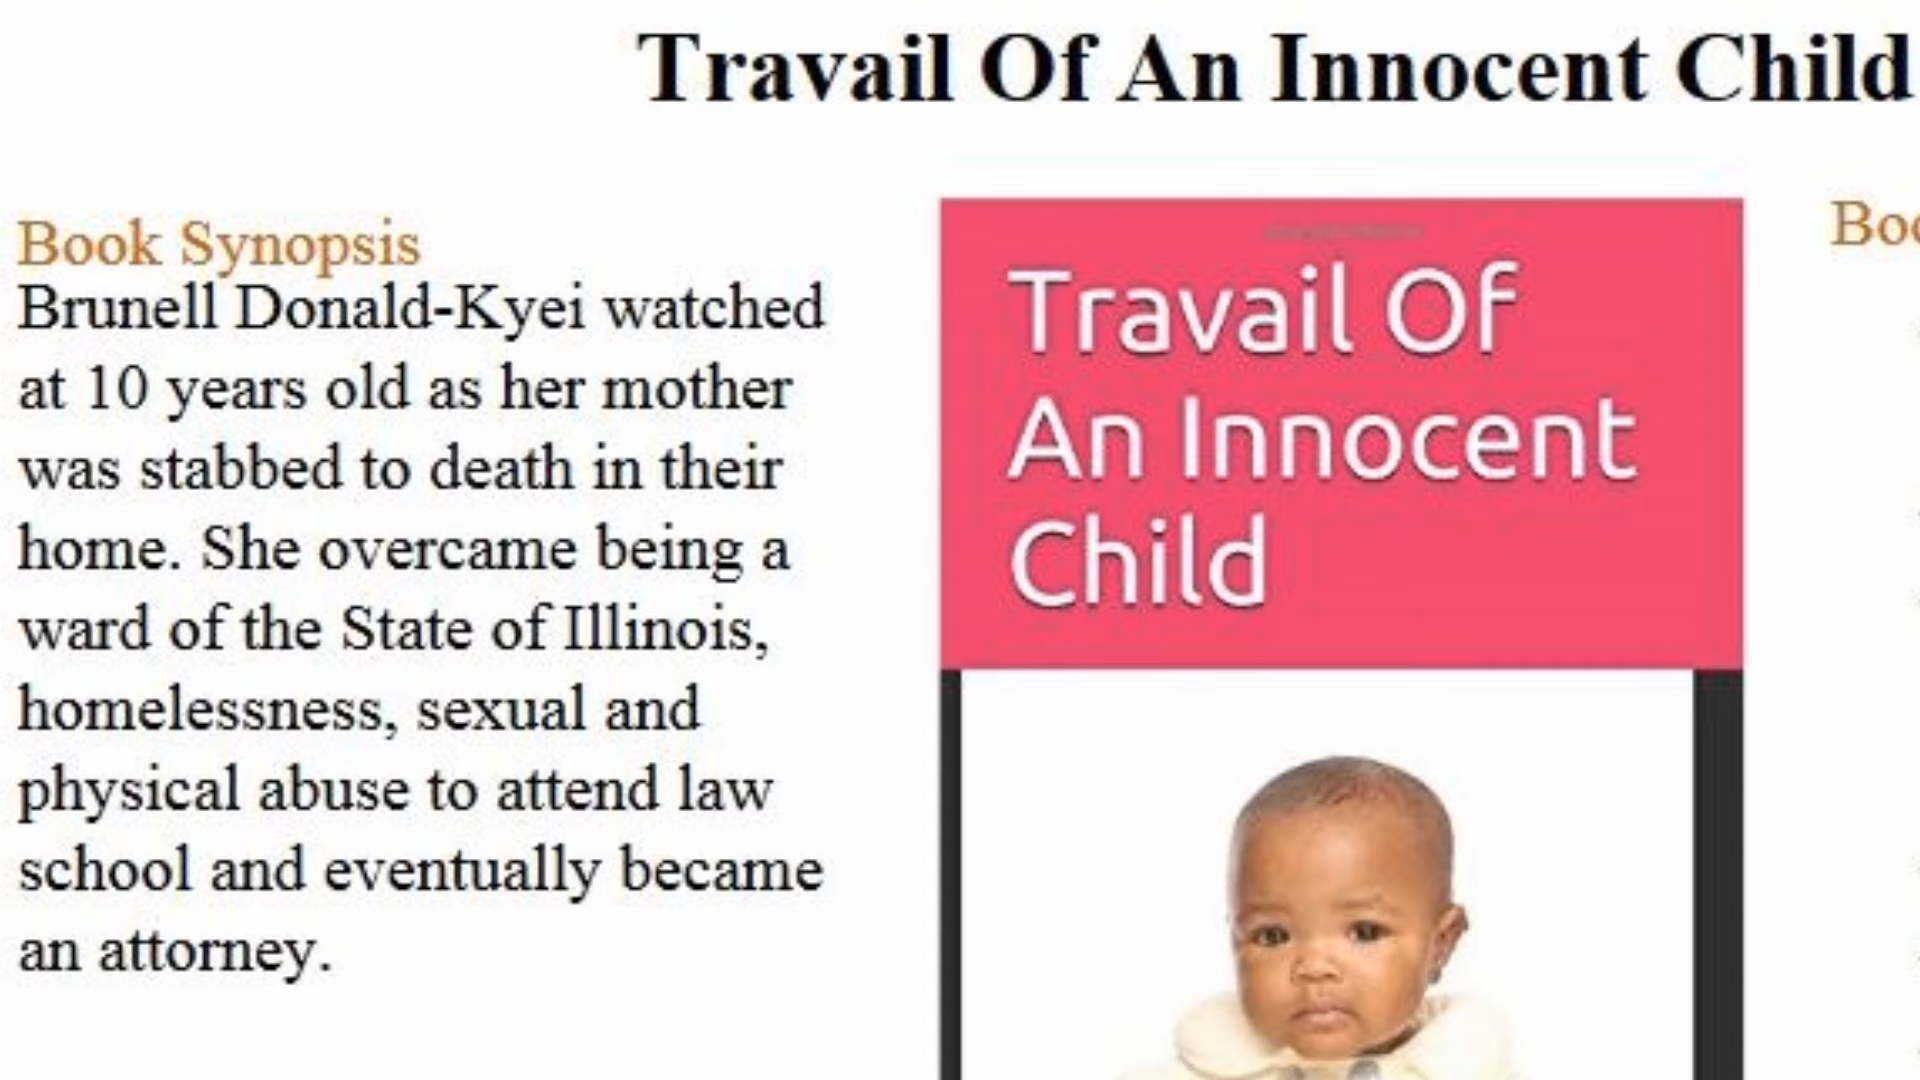 Travail Of An Innocent Child
Book Synopsis
Brunell Donald-Kyei watched
at 10 years old as her mother
was stabbed to death in their
home. She overcame being a
ward of the State of Illinois,
homelessness, sexual and
physical abuse to attend law
school and eventually became
an attorney.
Travail Of
An Innocent
Child